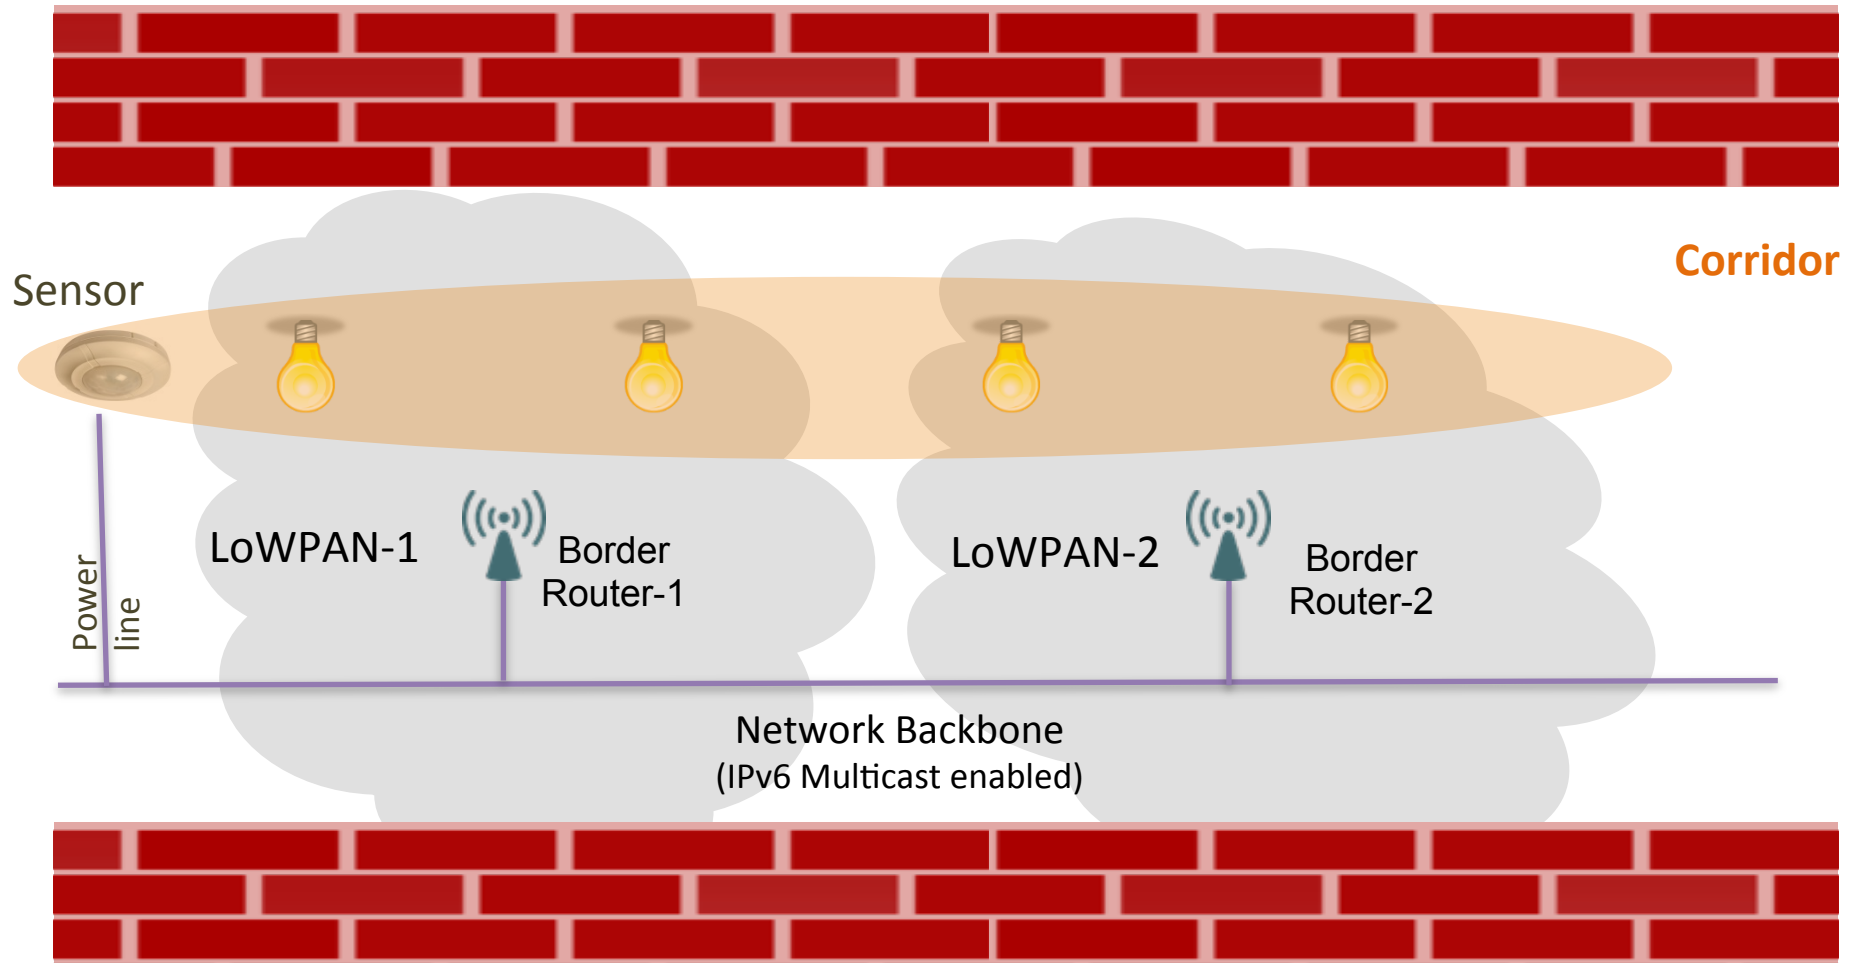 Corridor
Sensor
LoWPAN-1
Border
Router-1
LoWPAN-2
Border
Router-2
Power
line
Network Backbone
(IPv6 Multicast enabled)